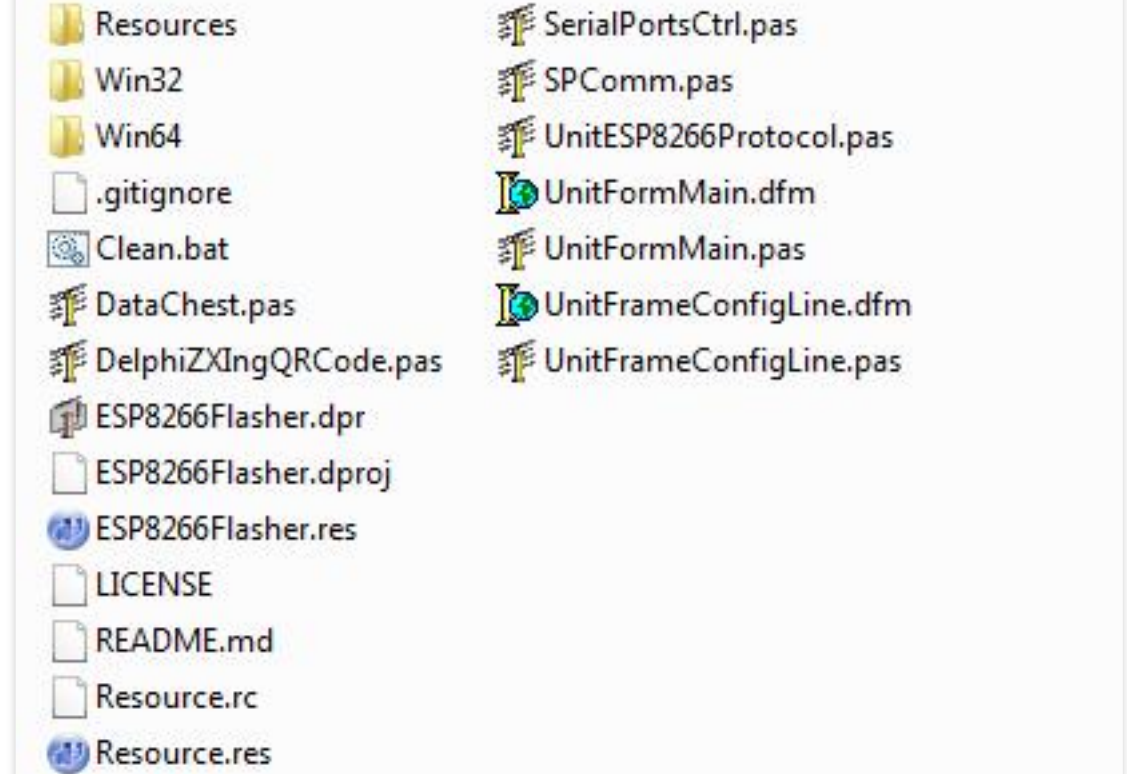 Resources
Win32
Win64
.gitignore
Clean.bat
DataChest.pas
DelphiZXIngQRCode.pas
ESP8266Flasher.dpr
ESP8266Flasher.dproj
ESP8266Flasher.res
LICENSE
README.md
Resource.rc
Resource.res
SerialPortsCtrl.pas
SPComm.pas
UnitESP8266Protocol.pas
UnitFormMain.dfm
UnitFormMain.pas
UnitFrameConfigLine.dfm
UnitFrameConfigLine.pas